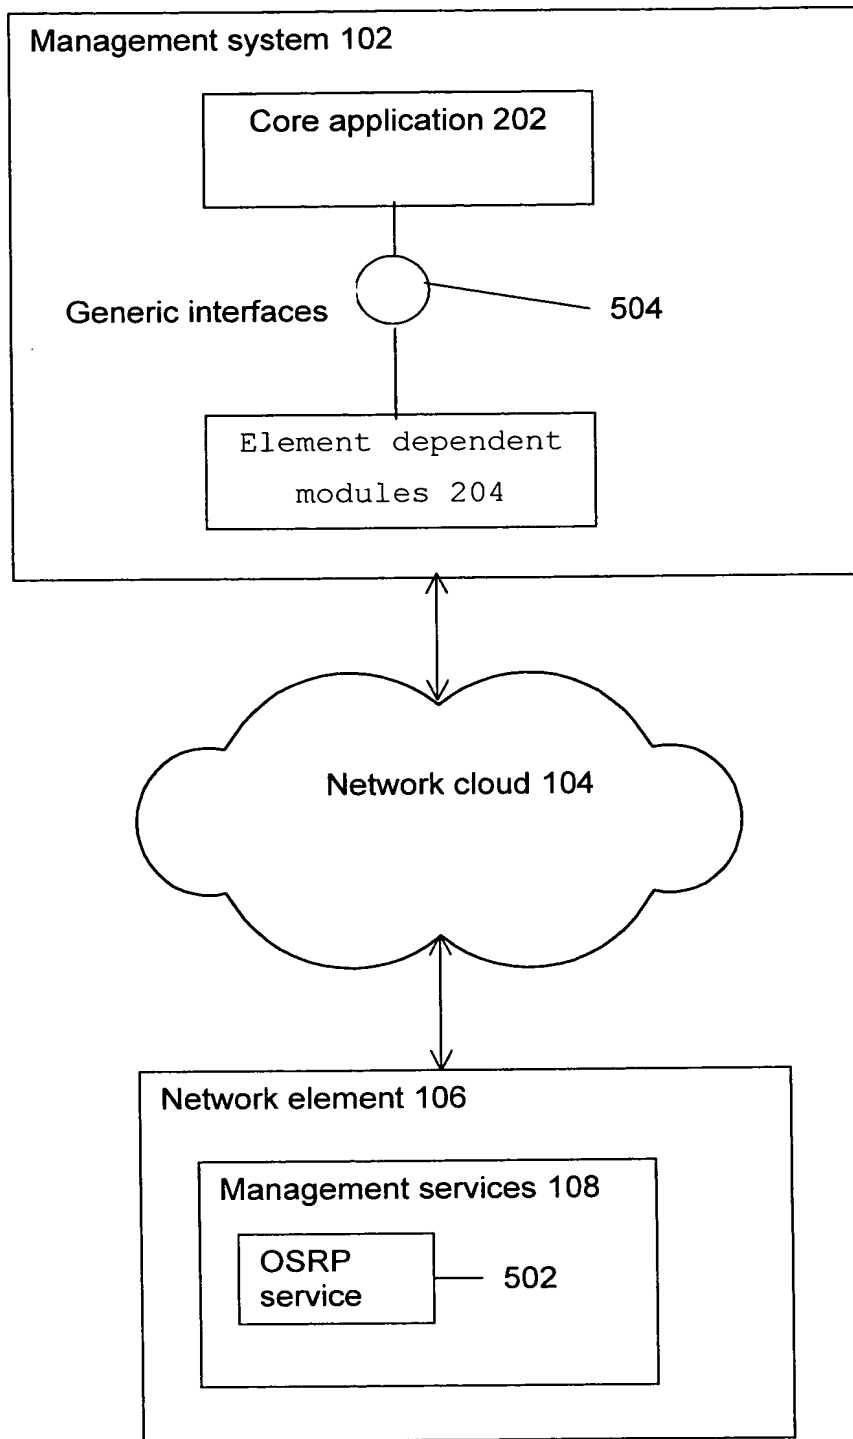 Management system 102
Core application 202
Generic interfaces
504
Element dependent
modules 204
Network cloud 104
Network element 106
Management services 108
OSRP
service
502